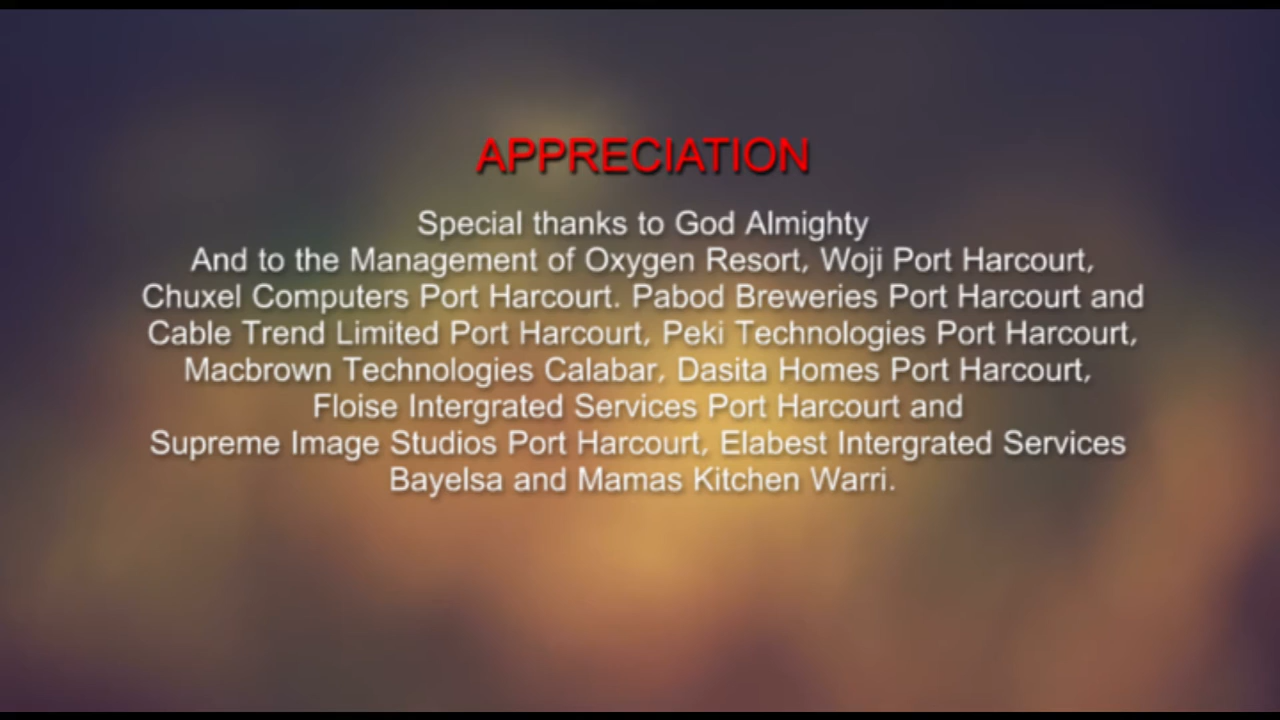 APPRECIATION
Special thanks to God Almighty
And to the Management of Oxygen Resort, Woji Port Harcourt,
Chuxel Computers Port Harcourt. Pabod Breweries Port Harcourt and
Cable Trend Limited Port Harcourt, Peki Technologies Port Harcourt,
Macbrown Technologies Calabar, Dasita Homes Port Harcourt,
Floise Intergrated Services Port Harcourt and
Supreme Image Studios Port Harcourt, Elabest Intergrated Services
Bayelsa and Mamas Kitchen Warri.